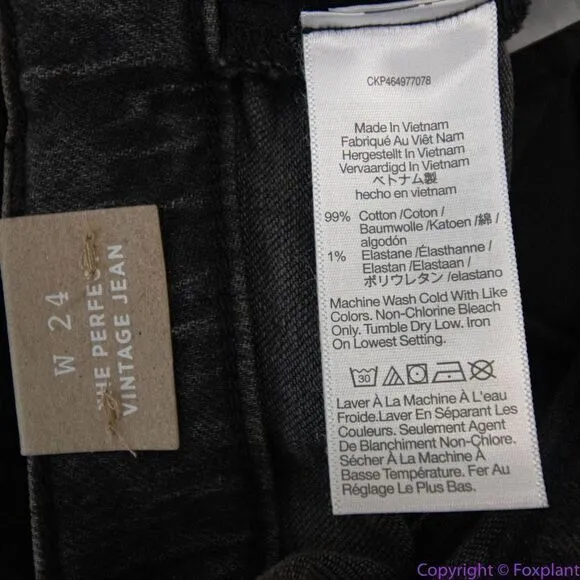 CKP464977078
Made In Vietnam
Fabriqué Au Viêt Nam
Hergestellt In Vietnam
Vervaardigd In Vietnam
ベトナム製
hecho en vietnam
99% Cotton /Coton /
Baumwolle /Katoen /綿 /
algodón
1% Elastane /Élasthanne /
Elastan /Elastaan /
ポリウレタン /elastano
Machine Wash Cold With Like
Colors. Non-Chlorine Bleach
Only. Tumble Dry Low. Iron
On Lowest Setting.
30
Laver À La Machine À L'eau
Froide.Laver En Séparant Les
Couleurs. Seulement Agent
De Blanchiment Non-Chlore.
Sécher À La Machine À
Basse Température. Fer Au
Réglage Le Plus Bas.
W 24
THE PERFECT
VINTAGE JEAN
Copyright © Foxplant